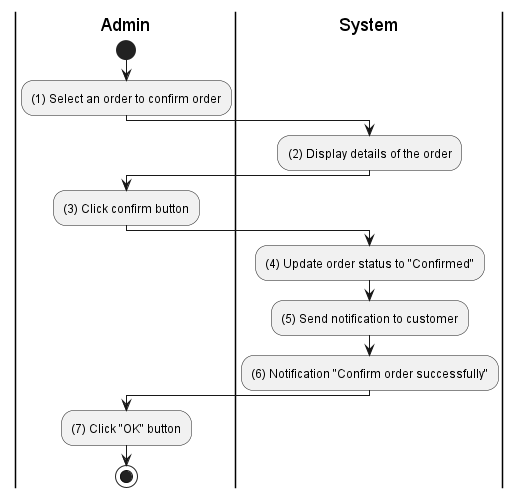 Admin
System
(1) Select an order to confirm order
(2) Display details of the order
(3) Click confirm button
(4) Update order status to "Confirmed"
(5) Send notification to customer
(6) Notification "Confirm order successfully"
(7) Click "OK" button